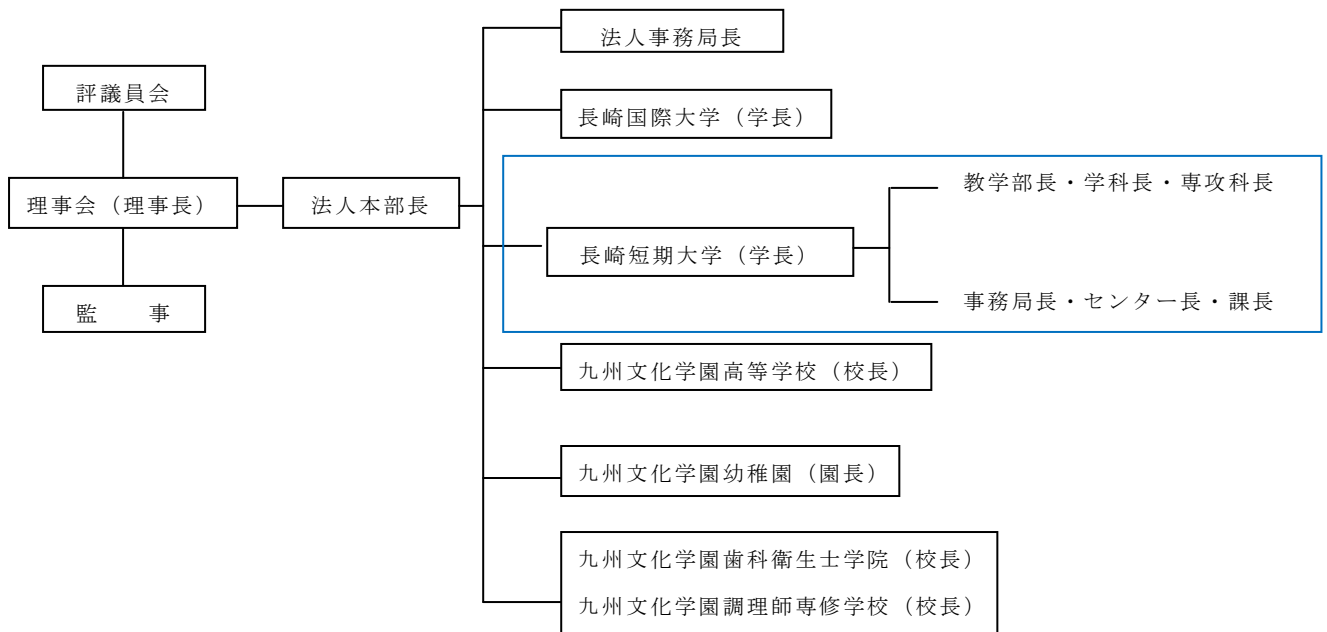 評議員会
理事会（理事長）
監　　事
法人本部長
法人事務局長
長崎国際大学（学長）
長崎短期大学（学長）
教学部長・学科長・専攻科長
事務局長・センター長・課長
九州文化学園高等学校（校長）
九州文化学園幼稚園（園長）
九州文化学園歯科衛生士学院（校長）
九州文化学園調理師専修学校（校長）